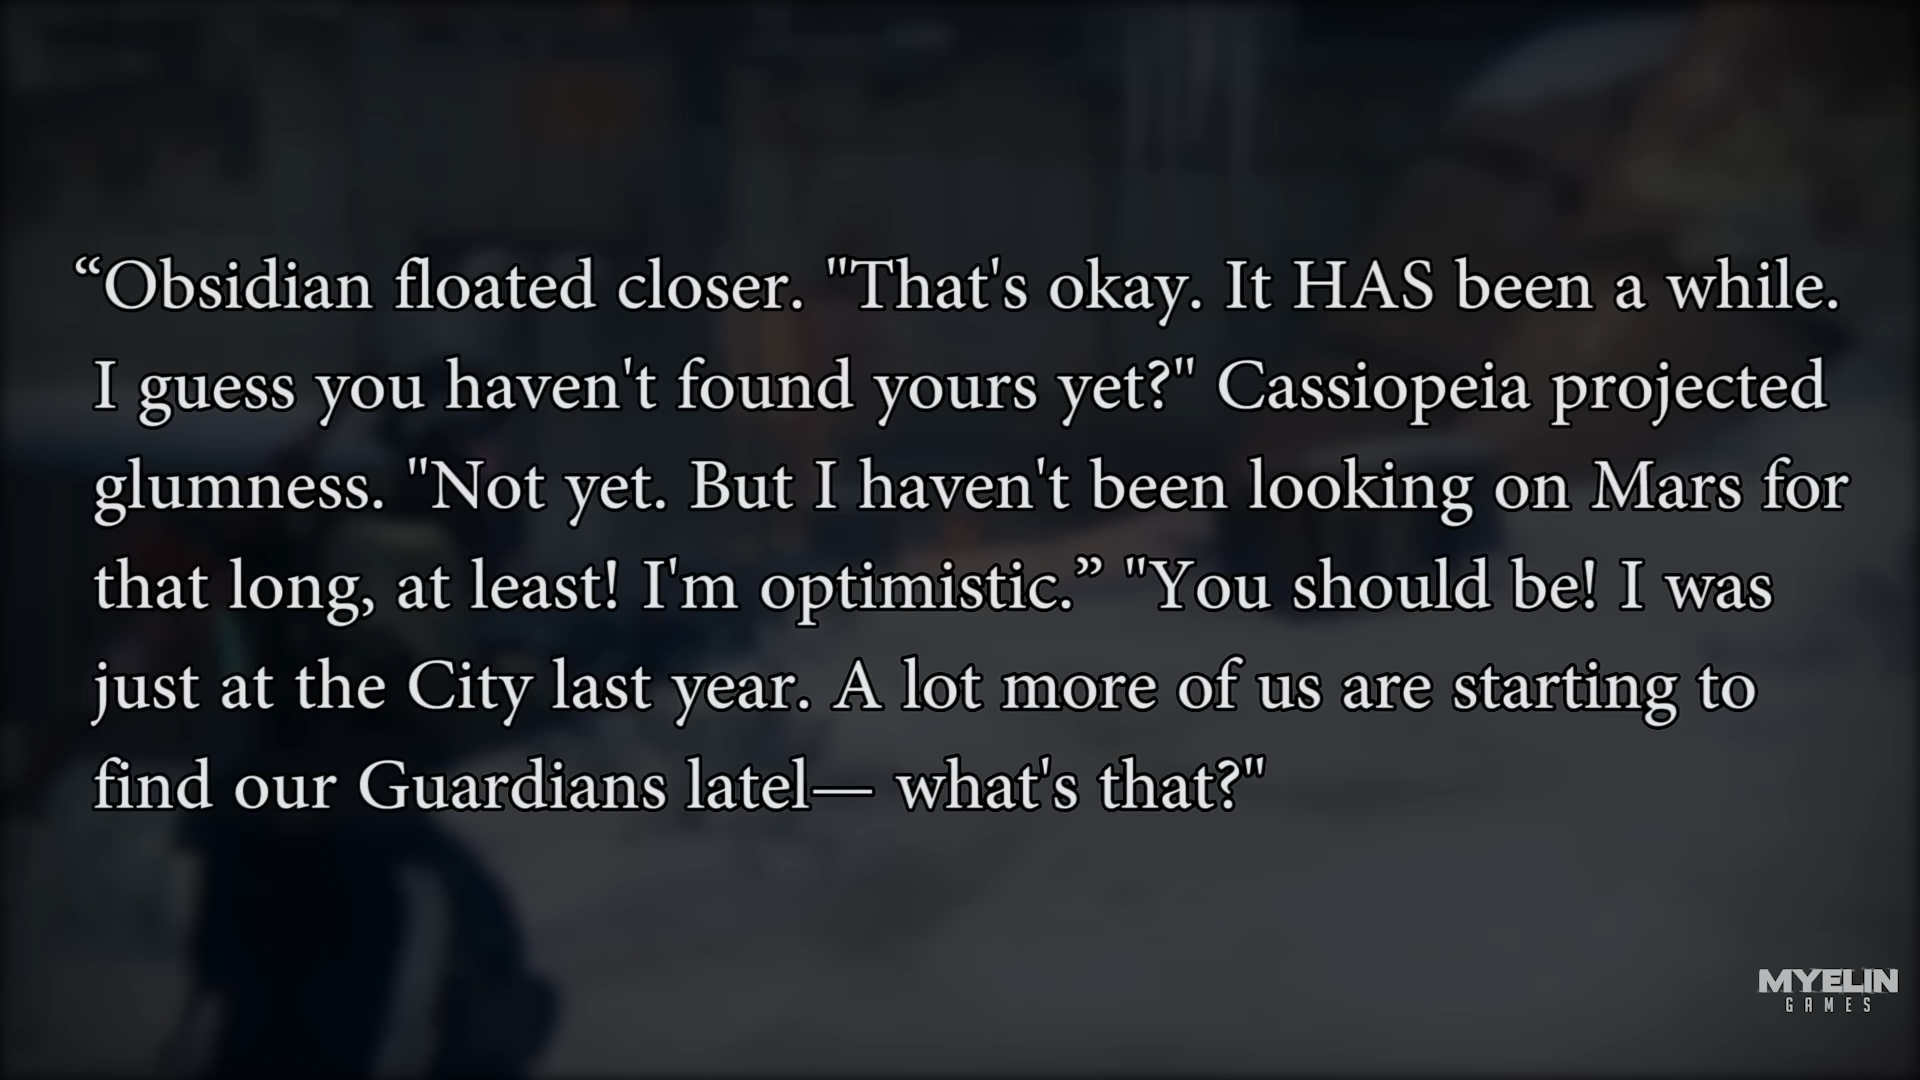 “Obsidian floated closer. "That's okay. It HAS been a while.
I guess you haven't found yours yet?" Cassiopeia projected
glumness. "Not yet. But I haven't been looking on Mars for
that long, at least! I'm optimistic.” "You should be! I was
just at the City last year. A lot more of us are starting to
find our Guardians latel— what's that?"
MYELIN
GAMES